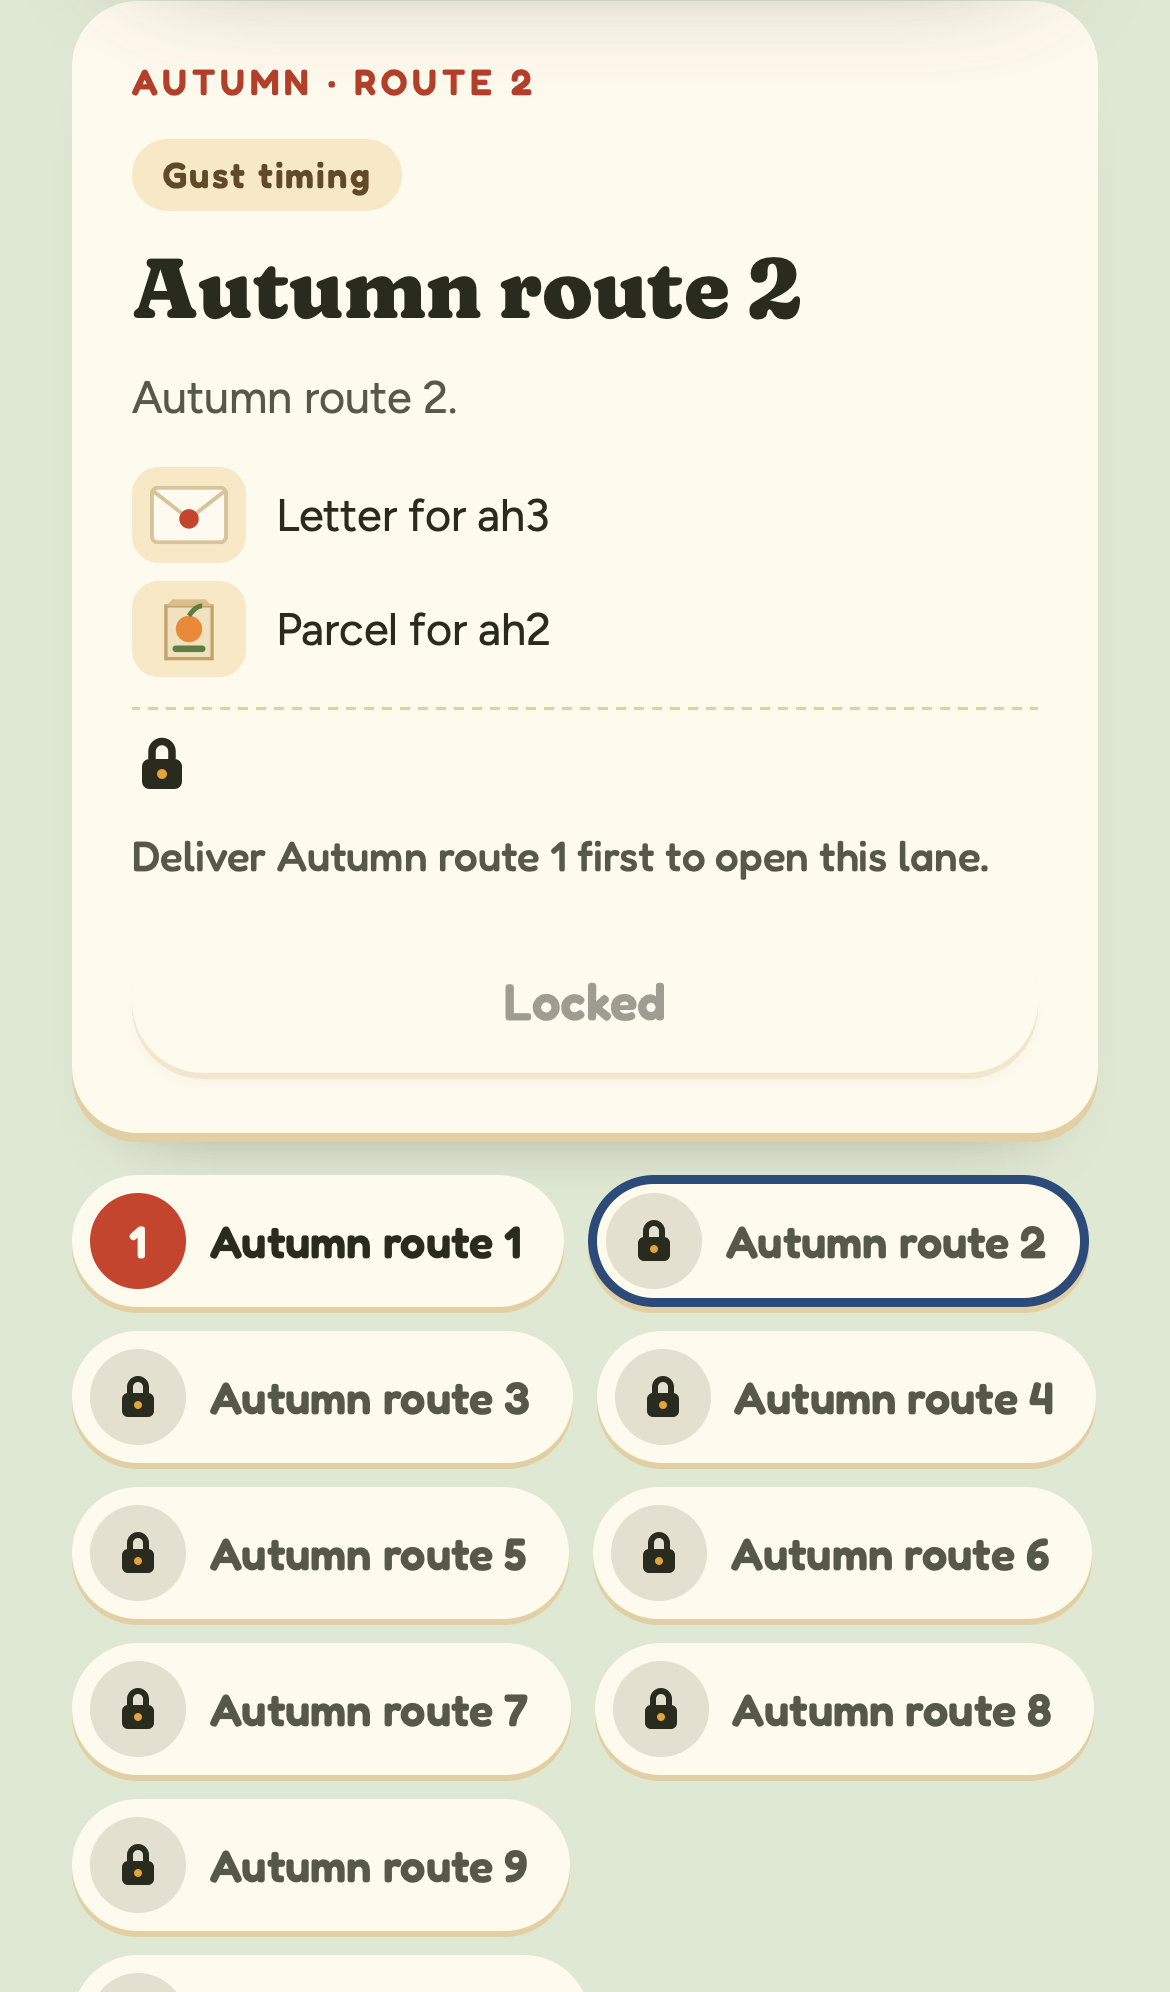 AUTUMN · ROUTE 2
Gust timing
Autumn route 2
Autumn route 2.
Letter for ah3
Parcel for ah2
Deliver Autumn route 1 first to open this lane.
Locked
1 Autumn route 1
Autumn route 2
Autumn route 3
Autumn route 4
Autumn route 5
Autumn route 6
Autumn route 7
Autumn route 8
Autumn route 9